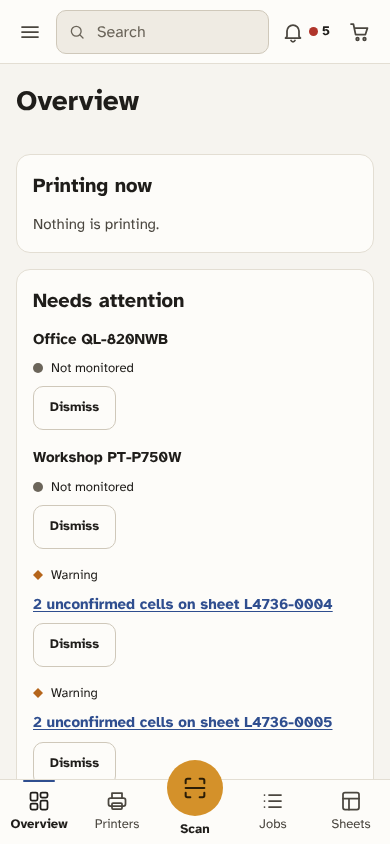 Search
5
Overview
Printing now
Nothing is printing.
Needs attention
Office QL-820NWB
Not monitored
Dismiss
Workshop PT-P750W
Not monitored
Dismiss
Warning
2 unconfirmed cells on sheet L4736-0004
Dismiss
Warning
2 unconfirmed cells on sheet L4736-0005
Dismiss
Overview
Printers
Scan
Jobs
Sheets